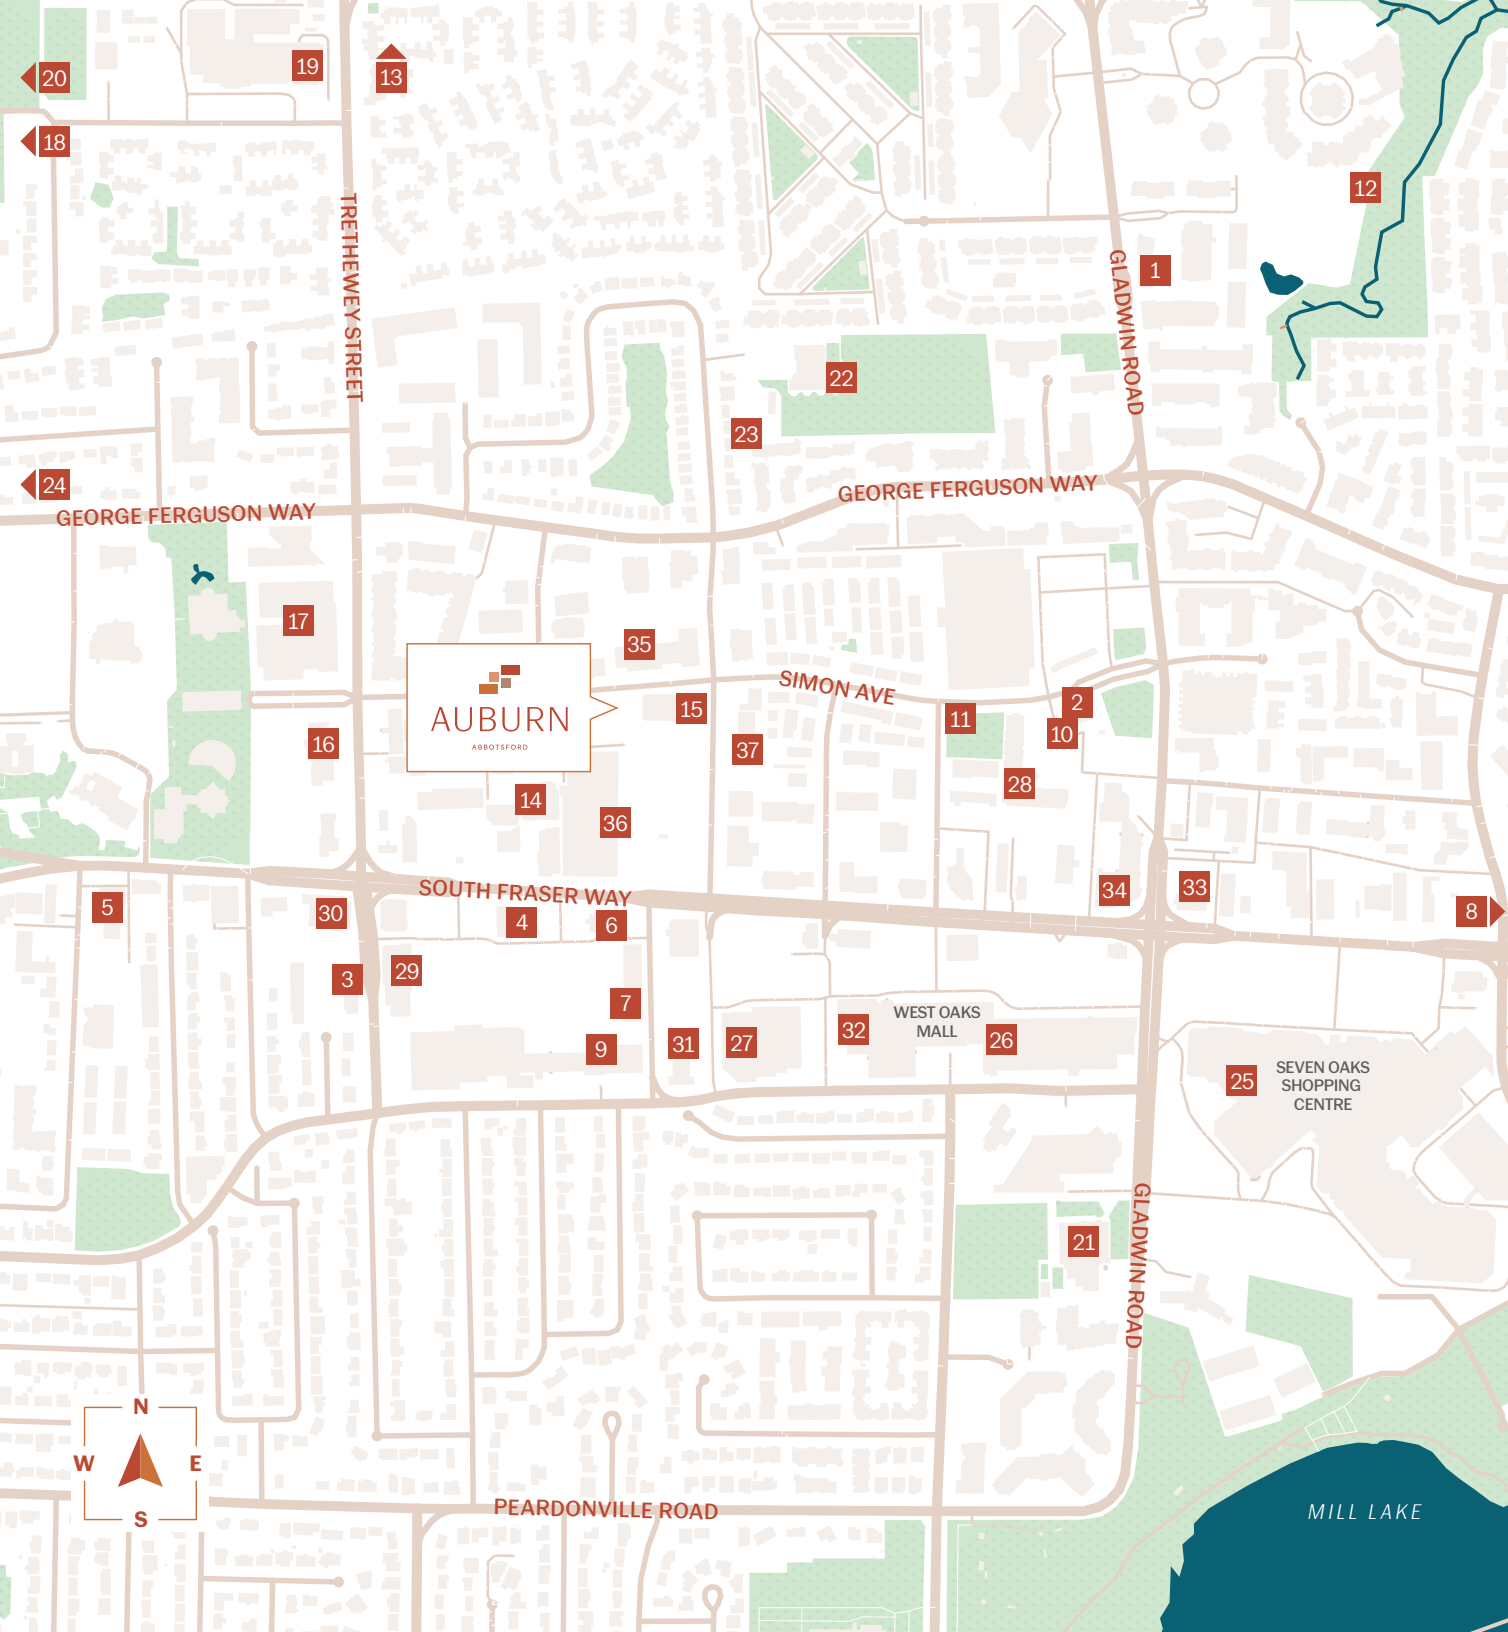 19
13
20
18
12
TRETHEWEY STREET
GLADWIN ROAD
1
22
23
24
GEORGE FERGUSON WAY
GEORGE FERGUSON WAY
17
35
AUBURN
ABBOTSFORD
15
SIMON AVE
2
11
10
16
37
28
14
36
SOUTH FRASER WAY
34
33
5
30
4
6
8
3
29
7
WEST OAKS
MALL
32
26
9
31
27
25
SEVEN OAKS
SHOPPING
CENTRE
GLADWIN ROAD
21
N
W
E
S
PEARDONVILLE ROAD
MILL LAKE